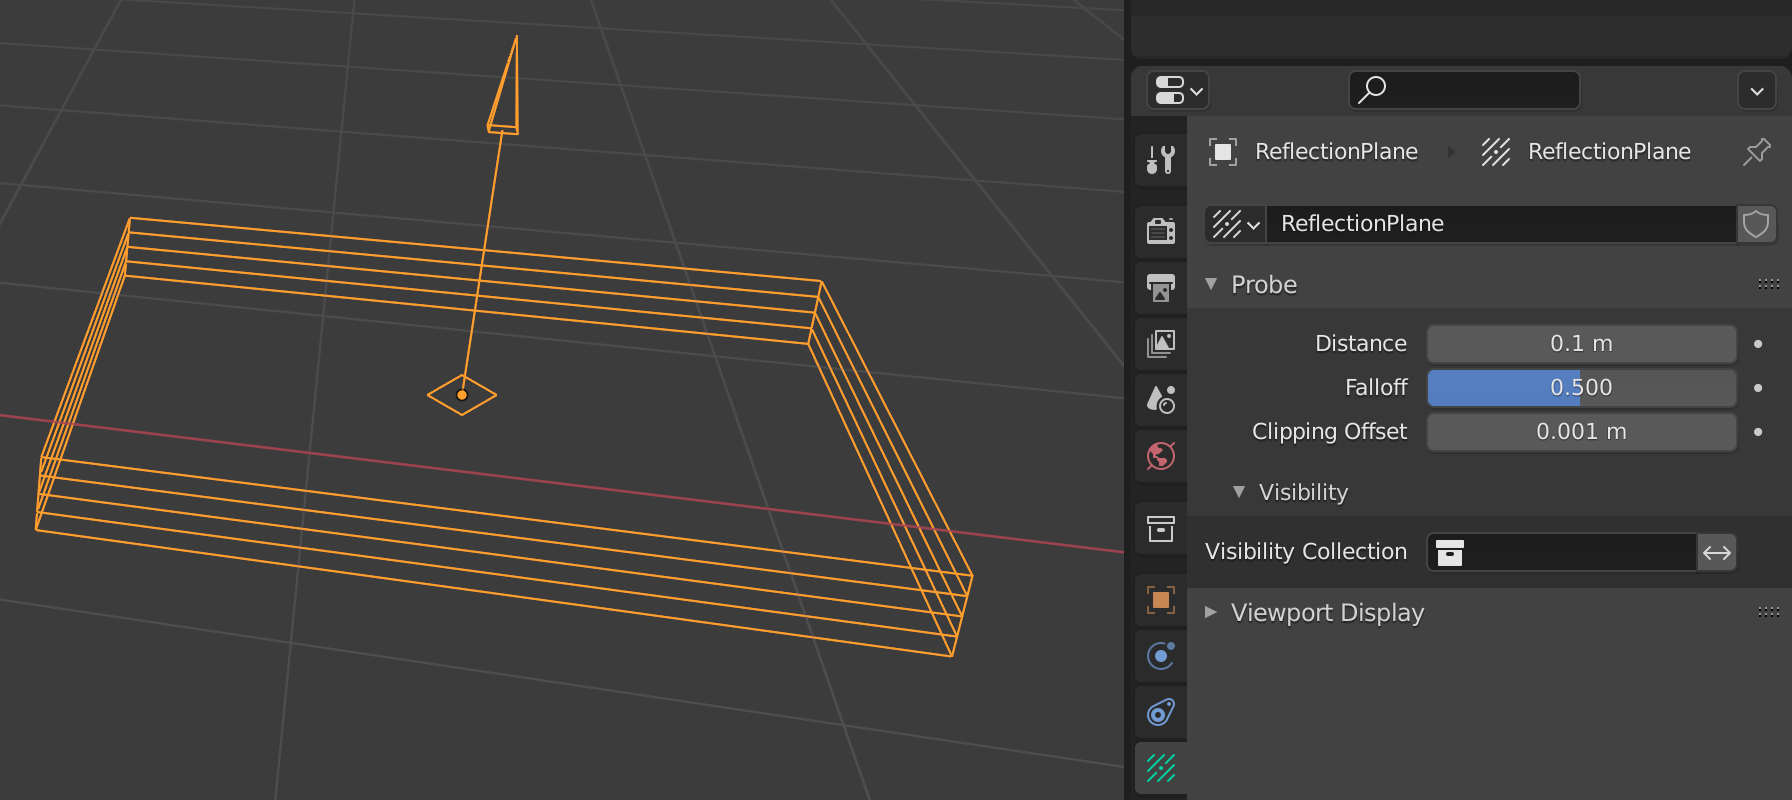 ReflectionPlane ReflectionPlane
ReflectionPlane
Probe
Distance 0.1 m
Falloff 0.500
Clipping Offset 0.001 m
Visibility
Visibility Collection
Viewport Display